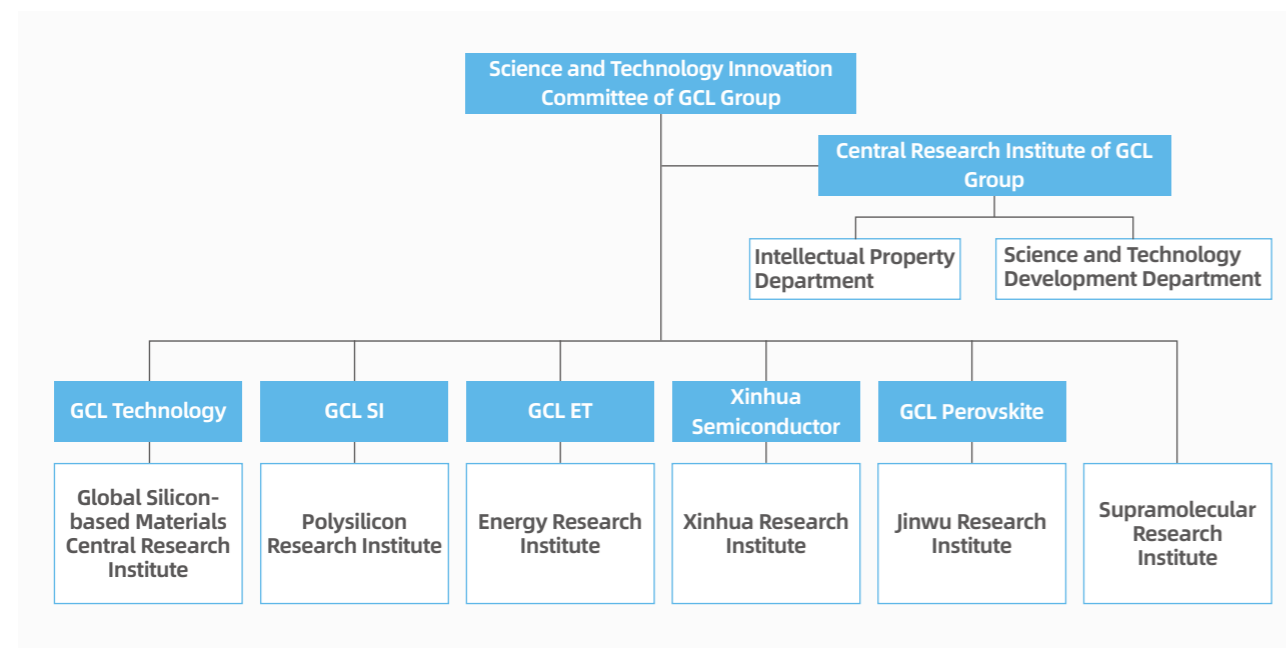 Science and Technology Innovation
Committee of GCL Group
Central Research Institute of GCL
Group
Intellectual Property
Department
Science and Technology
Development Department
GCL Technology
GCL SI
GCL ET
Xinhua
Semiconductor
GCL Perovskite
Global Silicon-
based Materials
Central Research
Institute
Polysilicon
Research Institute
Energy Research
Institute
Xinhua Research
Institute
Jinwu Research
Institute
Supramolecular
Research
Institute